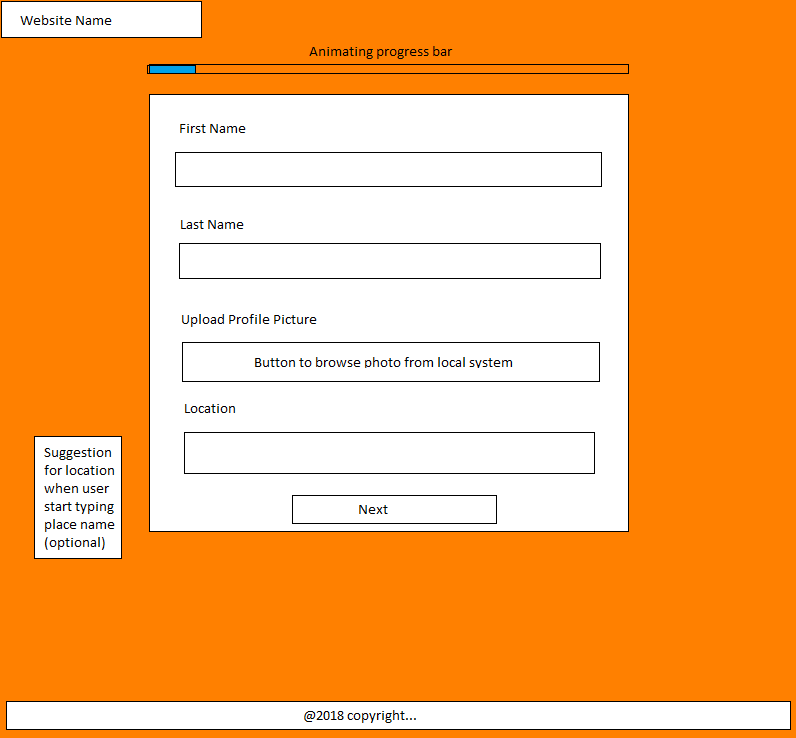 Website Name
Animating progress bar
First Name
Last Name
Upload Profile Picture
Button to browse photo from local system
Location
Suggestion
for location
when user
start typing
place name
(optional)
Next
@2018 copyright...